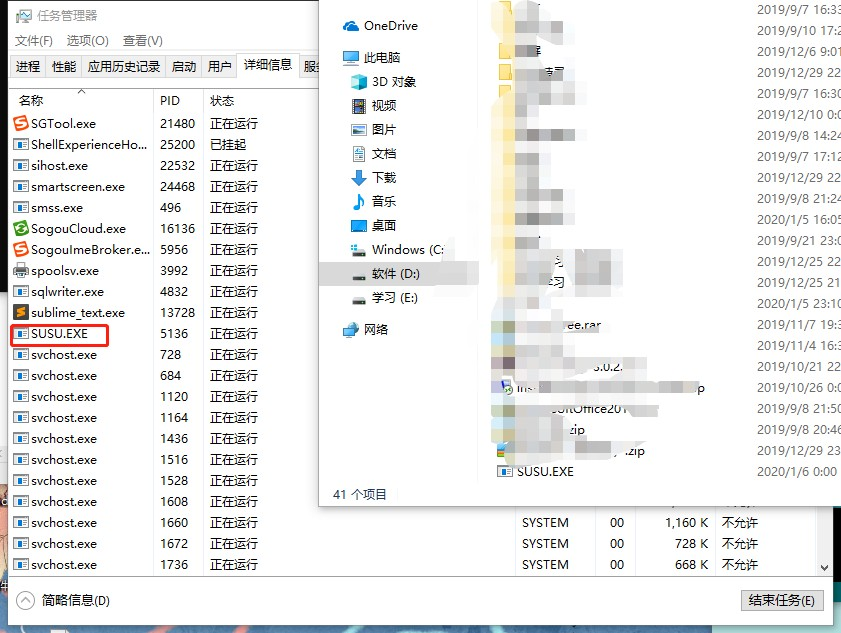 任务管理器
文件(F) 选项(O) 查看(V)
进程 性能 应用历史记录 启动 用户 详细信息
名称 PID 状态
SGTool.exe 21480 正在运行
ShellExperienceHo... 25200 已挂起
sihost.exe 22532 正在运行
smartscreen.exe 24468 正在运行
smss.exe 496 正在运行
SogouCloud.exe 16136 正在运行
SogouImeBroker.e... 5956 正在运行
spoolsv.exe 3992 正在运行
sqlwriter.exe 4832 正在运行
sublime_text.exe 13728 正在运行
SUSU.EXE 5136 正在运行
svchost.exe 728 正在运行
svchost.exe 684 正在运行
svchost.exe 1120 正在运行
svchost.exe 1164 正在运行
svchost.exe 1436 正在运行
svchost.exe 1516 正在运行
svchost.exe 1528 正在运行
svchost.exe 1608 正在运行
svchost.exe 1660 正在运行 SYSTEM 00 1,160 K 不允许
svchost.exe 1672 正在运行 SYSTEM 00 728 K 不允许
svchost.exe 1736 正在运行 SYSTEM 00 668 K 不允许
简略信息(D) 结束任务(E)
OneDrive
此电脑
3D 对象
视频
图片
文档
下载
音乐
桌面
Windows (C:
软件 (D:)
学习 (E:)
网络
2019/9/7 16:33
2019/9/10 17:2
2019/12/6 9:01
2019/12/29 22
2019/9/7 16:30
2019/12/10 0:0
2019/9/8 14:24
2019/9/7 17:12
2019/12/29 22
2019/9/8 21:24
2020/1/5 16:05
2019/9/21 23:0
2019/12/25 22
2019/12/25 21
2020/1/5 23:10
.rar 2019/11/7 19:3
2019/11/4 16:3
2019/10/21 22
2019/10/26 0:0
2019/9/8 21:50
zip 2019/9/8 20:46
.zip 2019/12/29 23
SUSU.EXE 2020/1/6 0:00
41 个项目